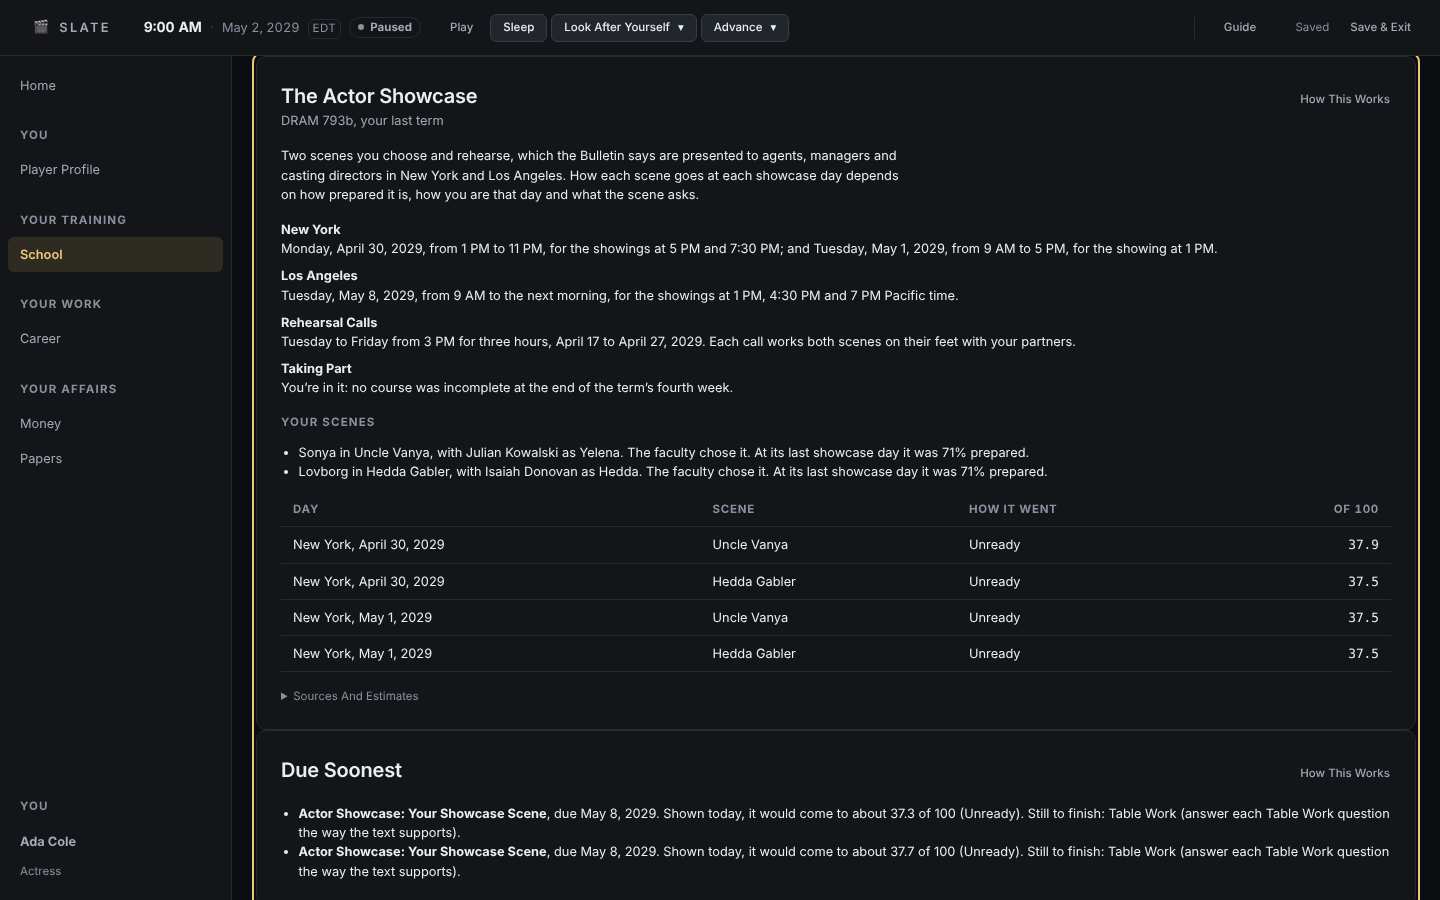 SLATE
9:00 AM · May 2, 2029 EDT Paused Play Sleep Look After Yourself ▾ Advance ▾ Guide Saved Save & Exit
Home
YOU
Player Profile
YOUR TRAINING
School
YOUR WORK
Career
YOUR AFFAIRS
Money
Papers
YOU
Ada Cole
Actress
The Actor Showcase
How This Works
DRAM 793b, your last term
Two scenes you choose and rehearse, which the Bulletin says are presented to agents, managers and
casting directors in New York and Los Angeles. How each scene goes at each showcase day depends
on how prepared it is, how you are that day and what the scene asks.
New York
Monday, April 30, 2029, from 1 PM to 11 PM, for the showings at 5 PM and 7:30 PM; and Tuesday, May 1, 2029, from 9 AM to 5 PM, for the showing at 1 PM.
Los Angeles
Tuesday, May 8, 2029, from 9 AM to the next morning, for the showings at 1 PM, 4:30 PM and 7 PM Pacific time.
Rehearsal Calls
Tuesday to Friday from 3 PM for three hours, April 17 to April 27, 2029. Each call works both scenes on their feet with your partners.
Taking Part
You’re in it: no course was incomplete at the end of the term’s fourth week.
YOUR SCENES
• Sonya in Uncle Vanya, with Julian Kowalski as Yelena. The faculty chose it. At its last showcase day it was 71% prepared.
• Lovborg in Hedda Gabler, with Isaiah Donovan as Hedda. The faculty chose it. At its last showcase day it was 71% prepared.
DAY SCENE HOW IT WENT OF 100
New York, April 30, 2029 Uncle Vanya Unready 37.9
New York, April 30, 2029 Hedda Gabler Unready 37.5
New York, May 1, 2029 Uncle Vanya Unready 37.5
New York, May 1, 2029 Hedda Gabler Unready 37.5
▶ Sources And Estimates
Due Soonest
How This Works
• Actor Showcase: Your Showcase Scene, due May 8, 2029. Shown today, it would come to about 37.3 of 100 (Unready). Still to finish: Table Work (answer each Table Work question
the way the text supports).
• Actor Showcase: Your Showcase Scene, due May 8, 2029. Shown today, it would come to about 37.7 of 100 (Unready). Still to finish: Table Work (answer each Table Work question
the way the text supports).